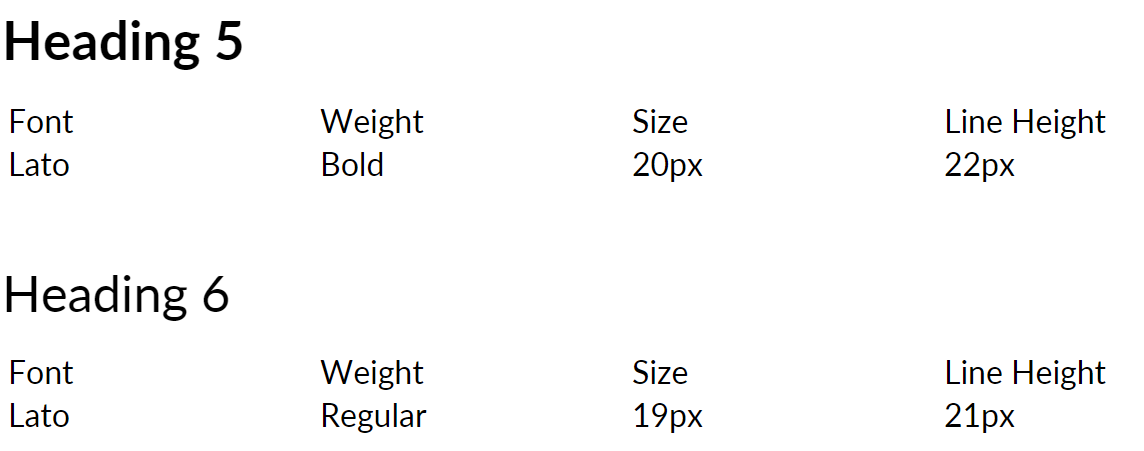 Heading 5
Font Weight Size Line Height
Lato Bold 20px 22px
Heading 6
Font Weight Size Line Height
Lato Regular 19px 21px